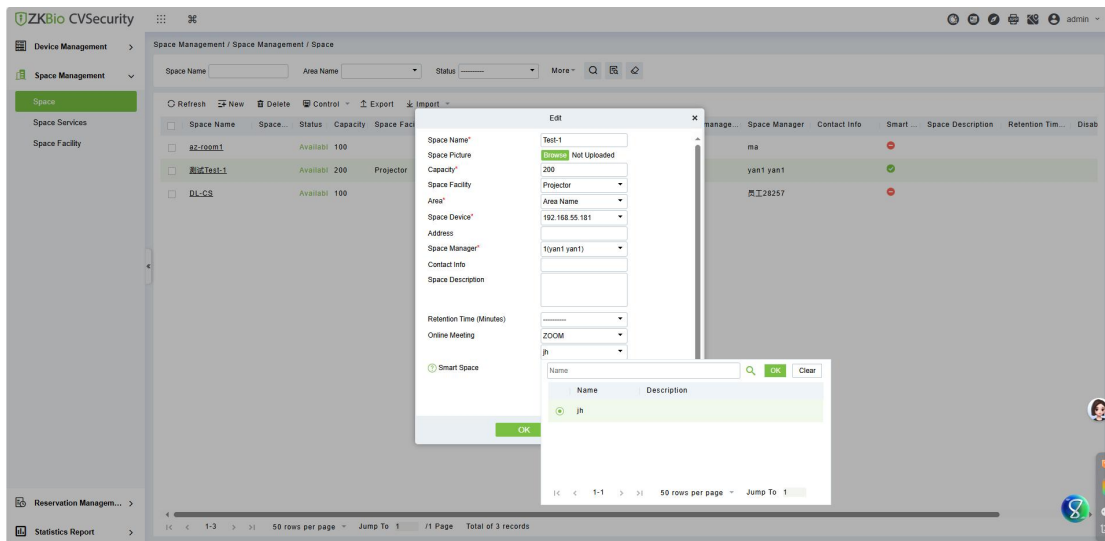 ZKBio CVSecurity
admin
Device Management
Space Management / Space Management / Space
Space Management
Space Name
Area Name
Status ---------
More
Space
Refresh New Delete Control Export Import
Space Services
Space Facility
Space Name Space... Status Capacity Space Faci
manage... Space Manager Contact Info Smart ... Space Description Retention Tim... Disab
az-room1 Availabl 100 ma
测试Test-1 Availabl 200 Projector yan1 yan1
DL-CS Availabl 100 员工28257
Edit
Space Name* Test-1
Space Picture Browse Not Uploaded
Capacity* 200
Space Facility Projector
Area* Area Name
Space Device* 192.168.55.181
Address
Space Manager* 1(yan1 yan1)
Contact Info
Space Description
Retention Time (Minutes) ---------
Online Meeting ZOOM
jh
Smart Space
OK
Name OK Clear
Name Description
jh
1-1 50 rows per page Jump To 1
Reservation Managem...
Statistics Report
1-3 50 rows per page Jump To 1 /1 Page Total of 3 records